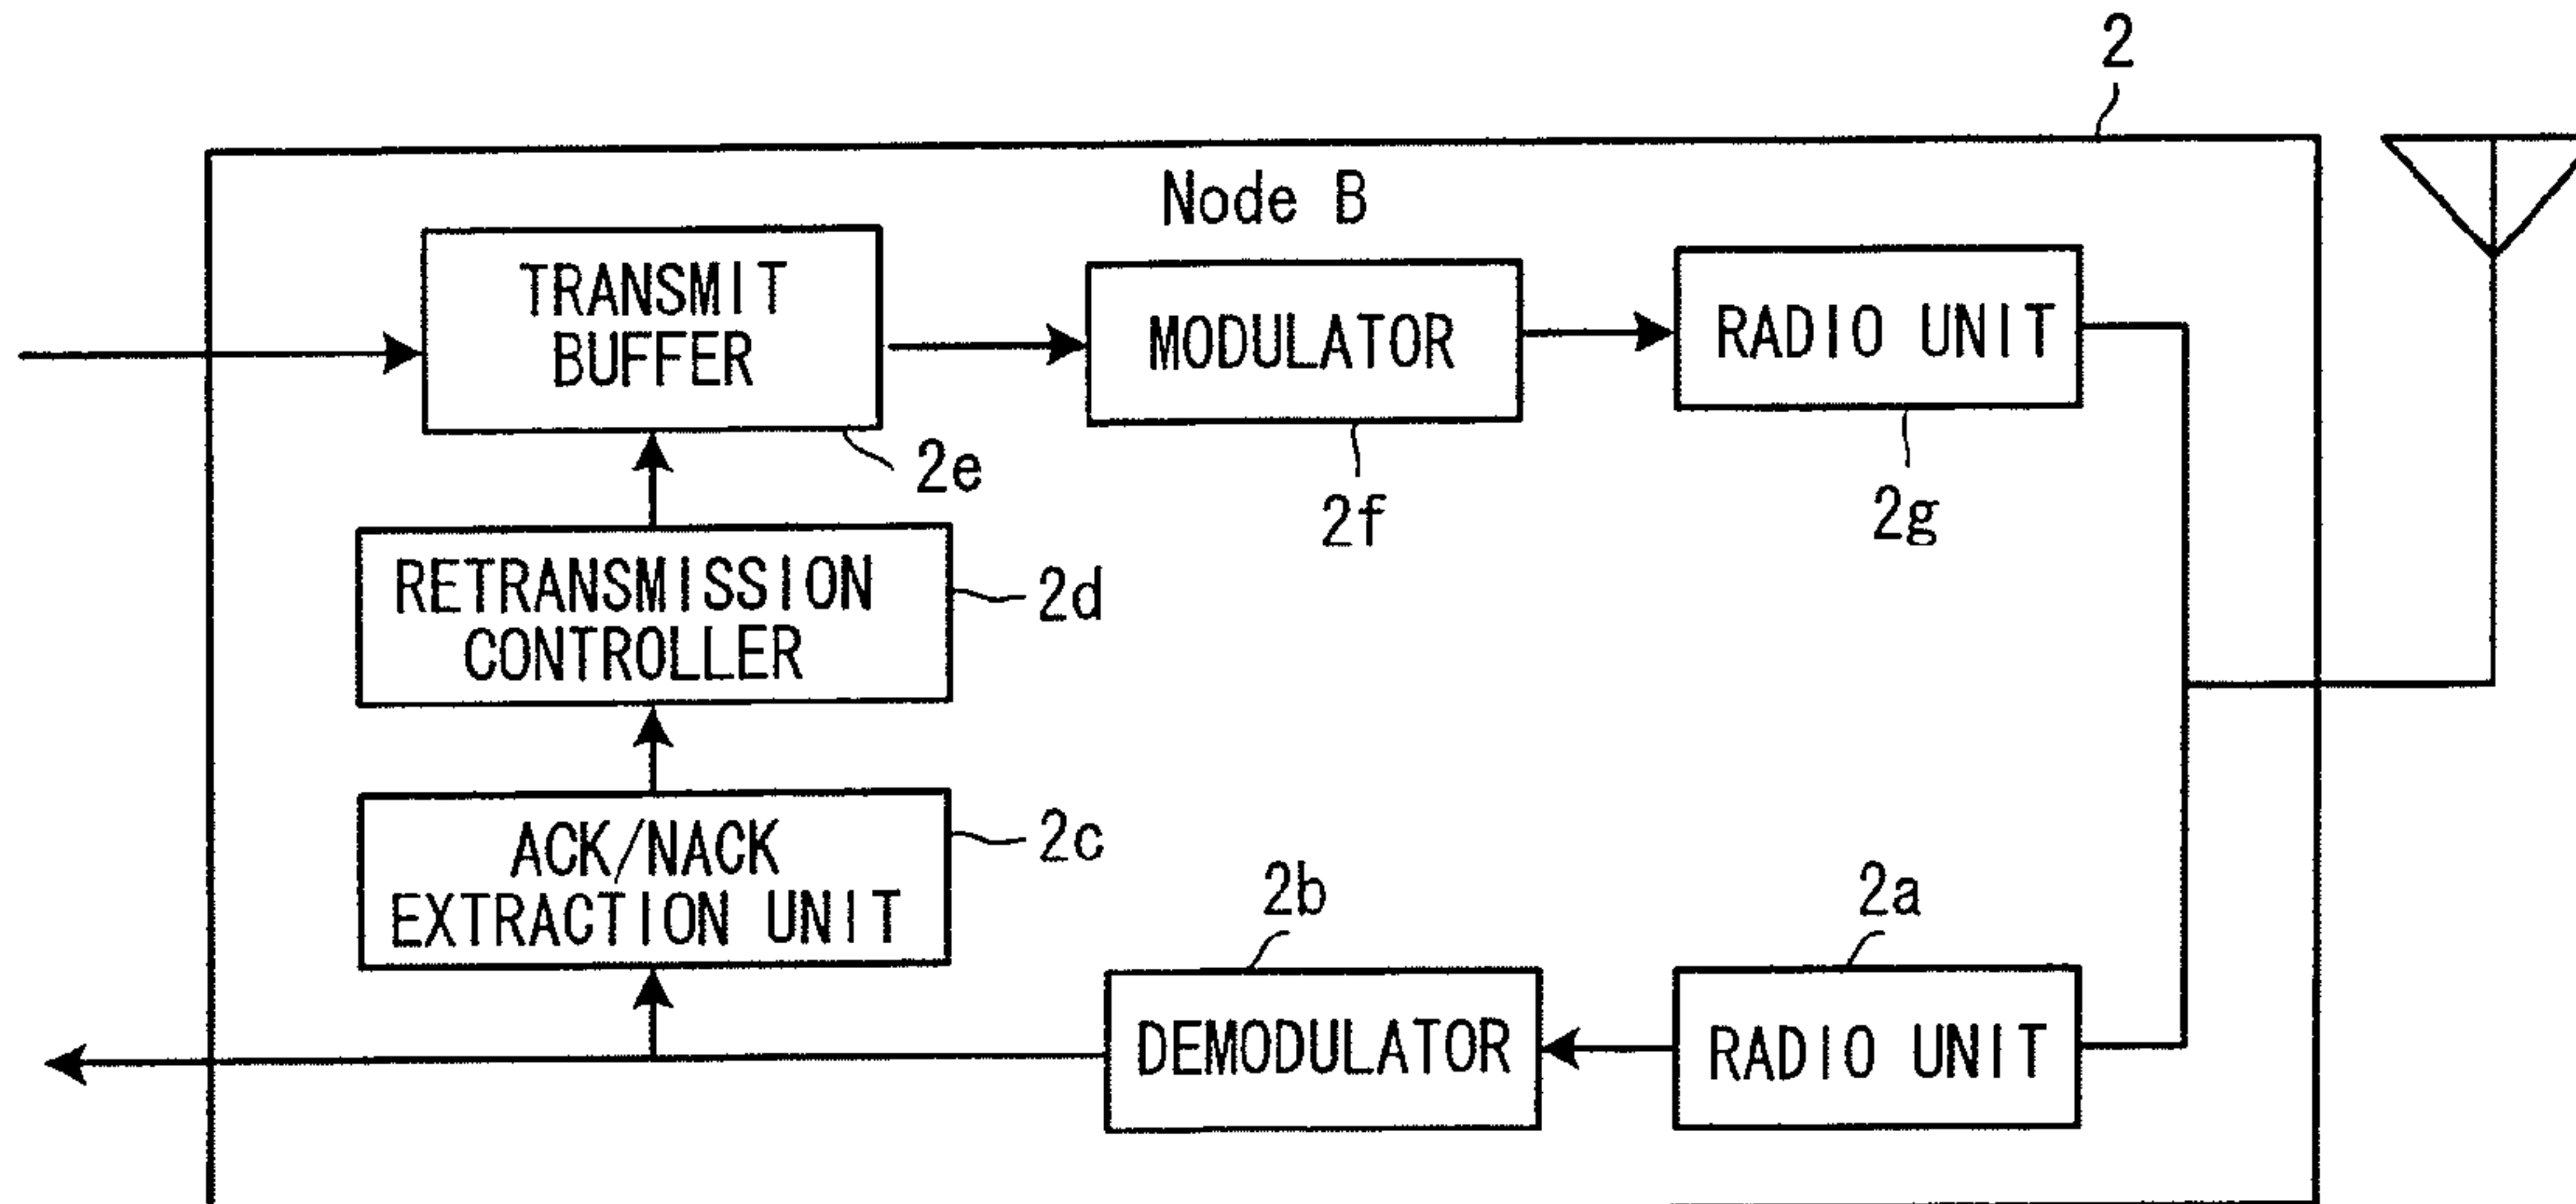 2
Node B
TRANSMIT
BUFFER
MODULATOR
RADIO UNIT
2e
2f
2g
RETRANSMISSION
CONTROLLER
2d
ACK/NACK
EXTRACTION UNIT
2c
2b
2a
DEMODULATOR
RADIO UNIT